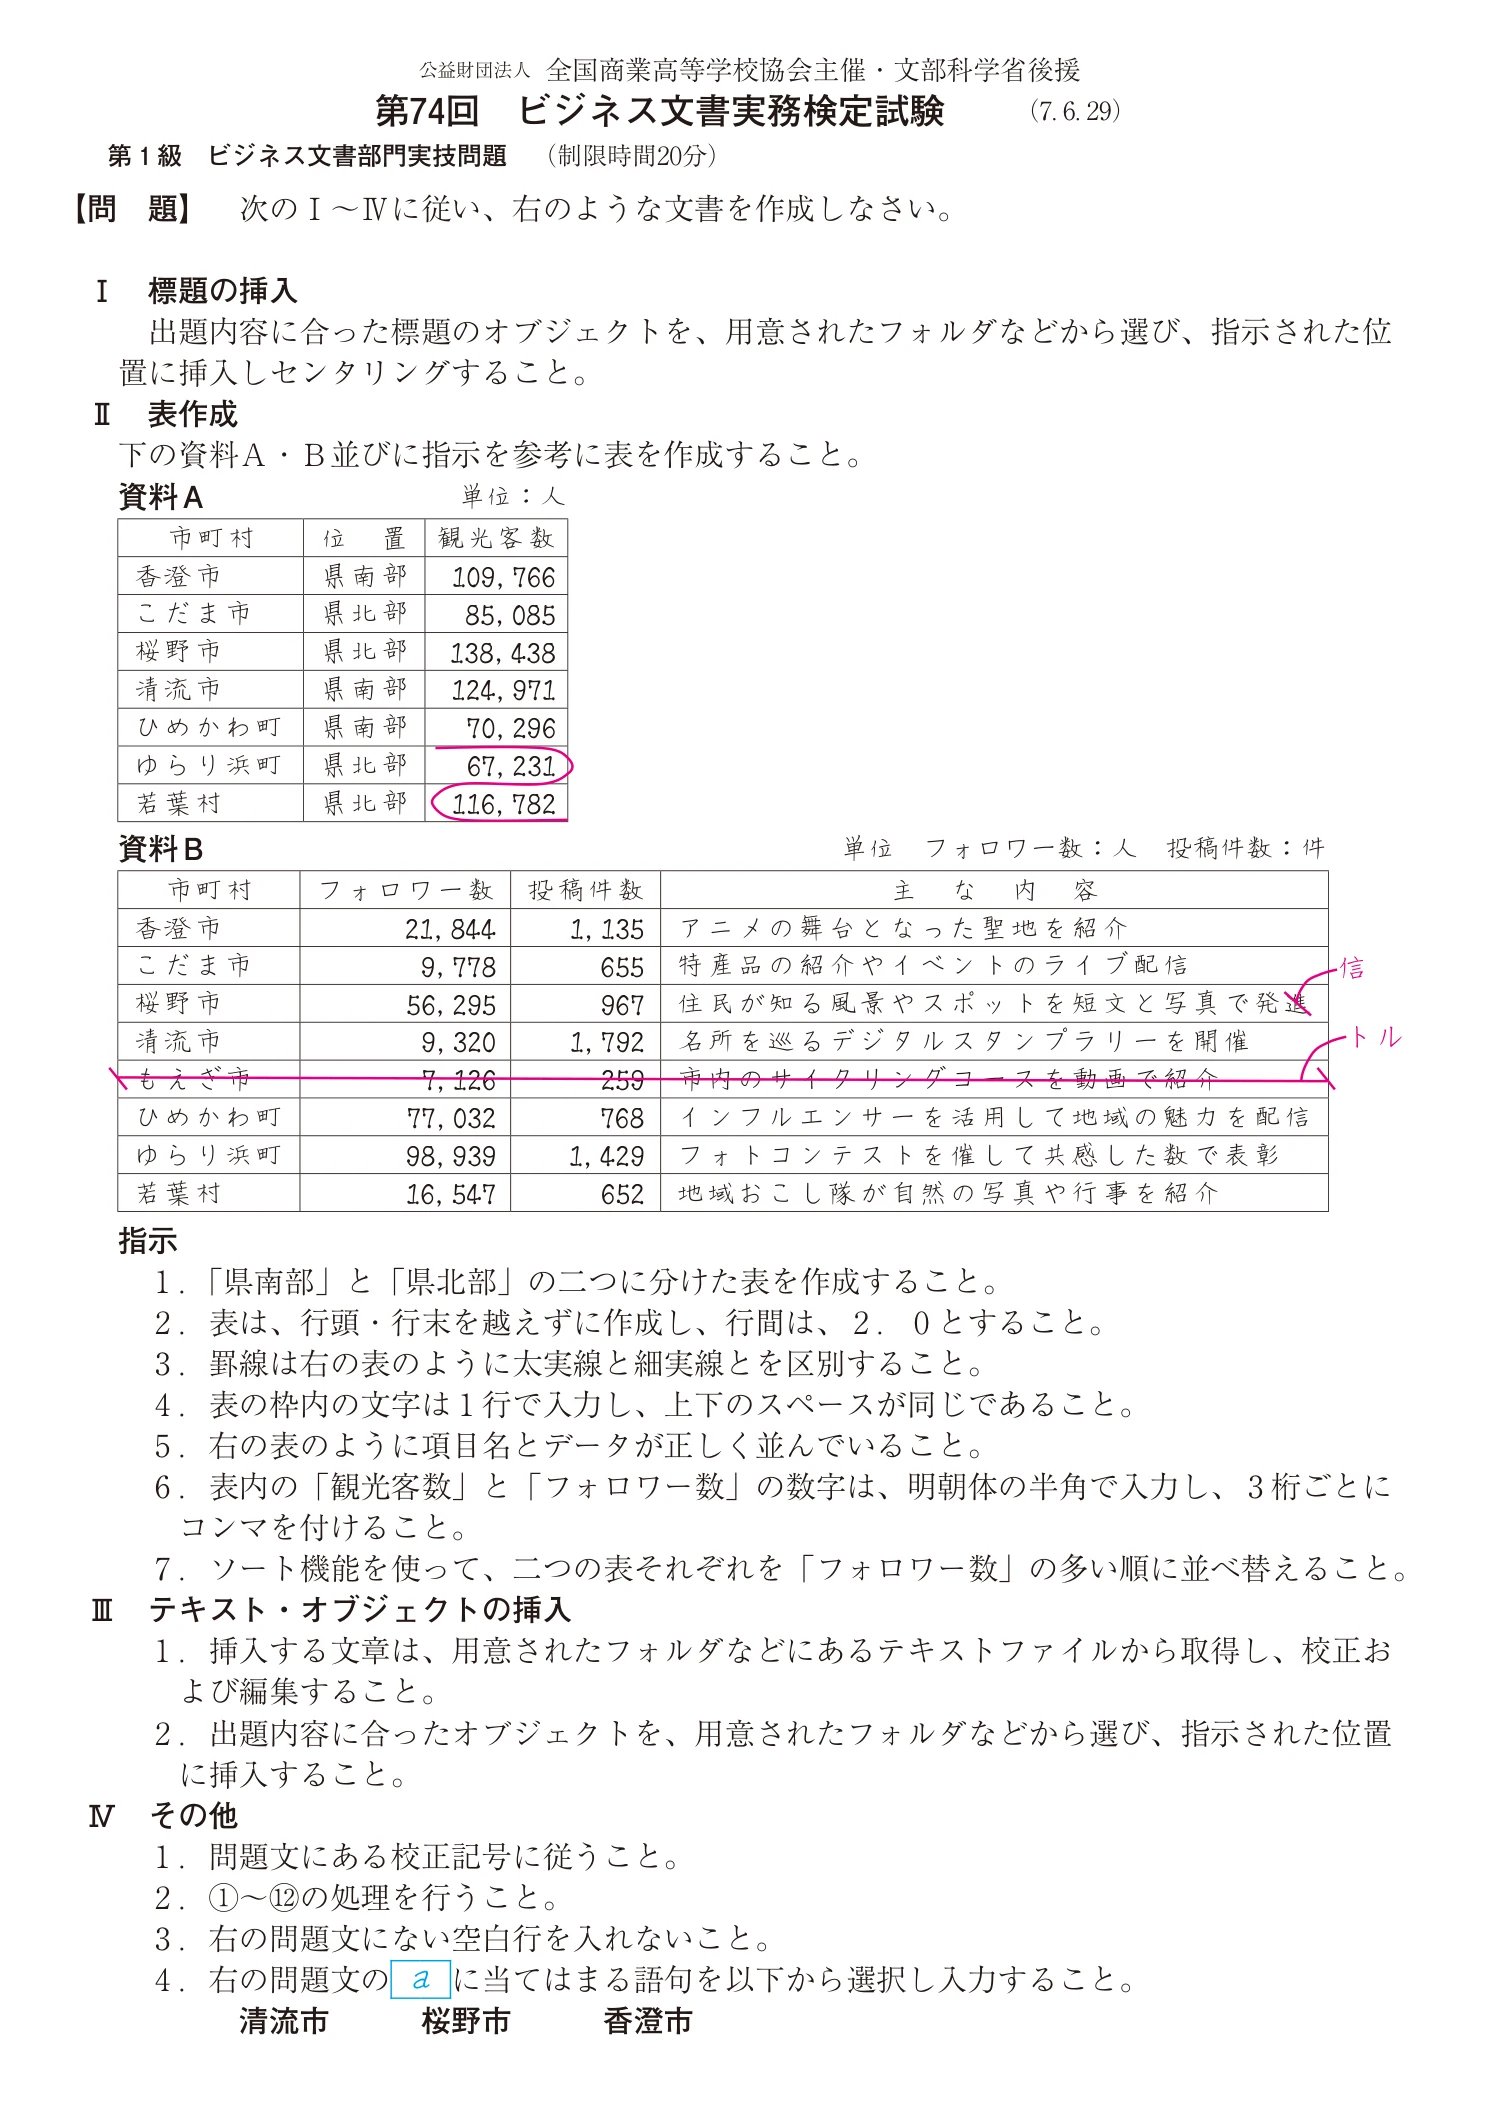 公益財団法人 全国商業高等学校協会主催・文部科学省後援
第74回　ビジネス文書実務検定試験　（7.6.29）
第1級　ビジネス文書部門実技問題　（制限時間20分）
【問　題】　次のⅠ～Ⅳに従い、右のような文書を作成しなさい。
Ⅰ　標題の挿入
出題内容に合った標題のオブジェクトを、用意されたフォルダなどから選び、指示された位
置に挿入しセンタリングすること。
Ⅱ　表作成
下の資料A・B並びに指示を参考に表を作成すること。
資料A　単位：人
市町村　位　置　観光客数
香澄市　県南部　109,766
こだま市　県北部　85,085
桜野市　県北部　138,438
清流市　県南部　124,971
ひめかわ町　県南部　70,296
ゆらり浜町　県北部　67,231
若葉村　県北部　116,782
資料B　単位　フォロワー数：人　投稿件数：件
市町村　フォロワー数　投稿件数　主　な　内　容
香澄市　21,844　1,135　アニメの舞台となった聖地を紹介
こだま市　9,778　655　特産品の紹介やイベントのライブ配信
信
桜野市　56,295　967　住民が知る風景やスポットを短文と写真で発進
清流市　9,320　1,792　名所を巡るデジタルスタンプラリーを開催
トル
もえぎ市　7,126　259　市内のサイクリングコースを動画で紹介
ひめかわ町　77,032　768　インフルエンサーを活用して地域の魅力を配信
ゆらり浜町　98,939　1,429　フォトコンテストを催して共感した数で表彰
若葉村　16,547　652　地域おこし隊が自然の写真や行事を紹介
指示
1．「県南部」と「県北部」の二つに分けた表を作成すること。
2．表は、行頭・行末を越えずに作成し、行間は、2．0とすること。
3．罫線は右の表のように太実線と細実線とを区別すること。
4．表の枠内の文字は1行で入力し、上下のスペースが同じであること。
5．右の表のように項目名とデータが正しく並んでいること。
6．表内の「観光客数」と「フォロワー数」の数字は、明朝体の半角で入力し、3桁ごとに
コンマを付けること。
7．ソート機能を使って、二つの表それぞれを「フォロワー数」の多い順に並べ替えること。
Ⅲ　テキスト・オブジェクトの挿入
1．挿入する文章は、用意されたフォルダなどにあるテキストファイルから取得し、校正お
よび編集すること。
2．出題内容に合ったオブジェクトを、用意されたフォルダなどから選び、指示された位置
に挿入すること。
Ⅳ　その他
1．問題文にある校正記号に従うこと。
2．①～⑫の処理を行うこと。
3．右の問題文にない空白行を入れないこと。
4．右の問題文の a に当てはまる語句を以下から選択し入力すること。
清流市　桜野市　香澄市